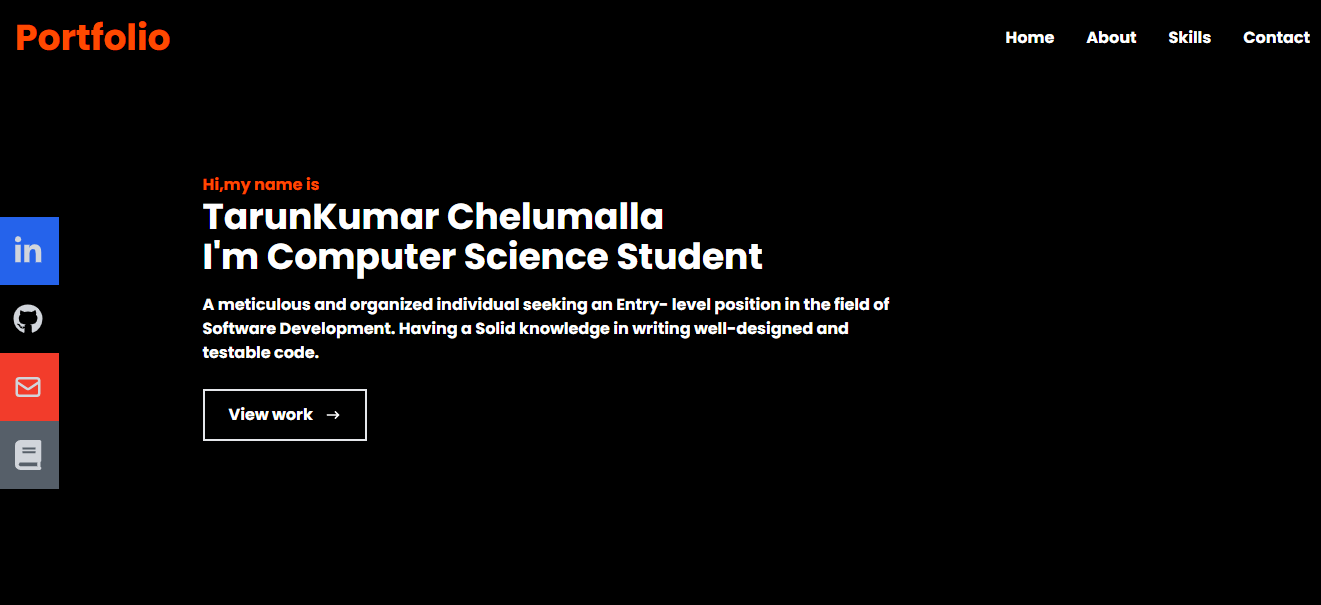 Portfolio
Home About Skills Contact
Hi,my name is
TarunKumar Chelumalla
I'm Computer Science Student
A meticulous and organized individual seeking an Entry- level position in the field of
Software Development. Having a Solid knowledge in writing well-designed and
testable code.
in
View work →